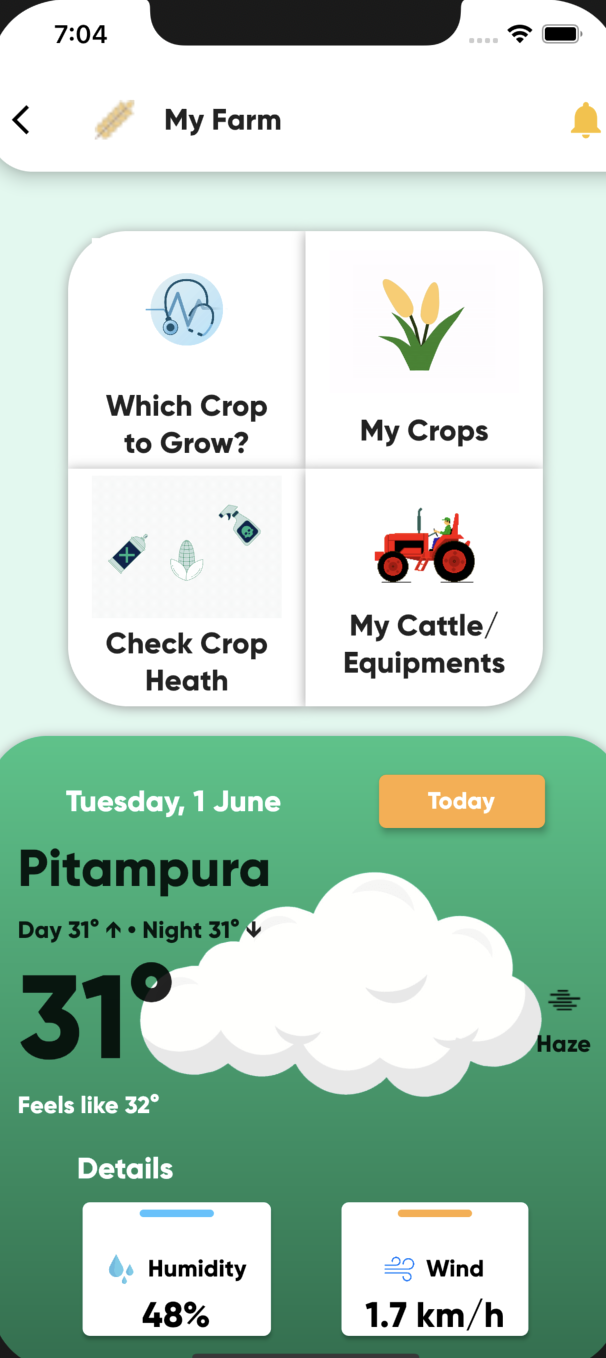 7:04
My Farm
Which Crop
to Grow?
My Crops
Check Crop
Heath
My Cattle/
Equipments
Tuesday, 1 June
Today
Pitampura
Day 31° ↑ • Night 31° ↓
31°
Haze
Feels like 32°
Details
Humidity
48%
Wind
1.7 km/h